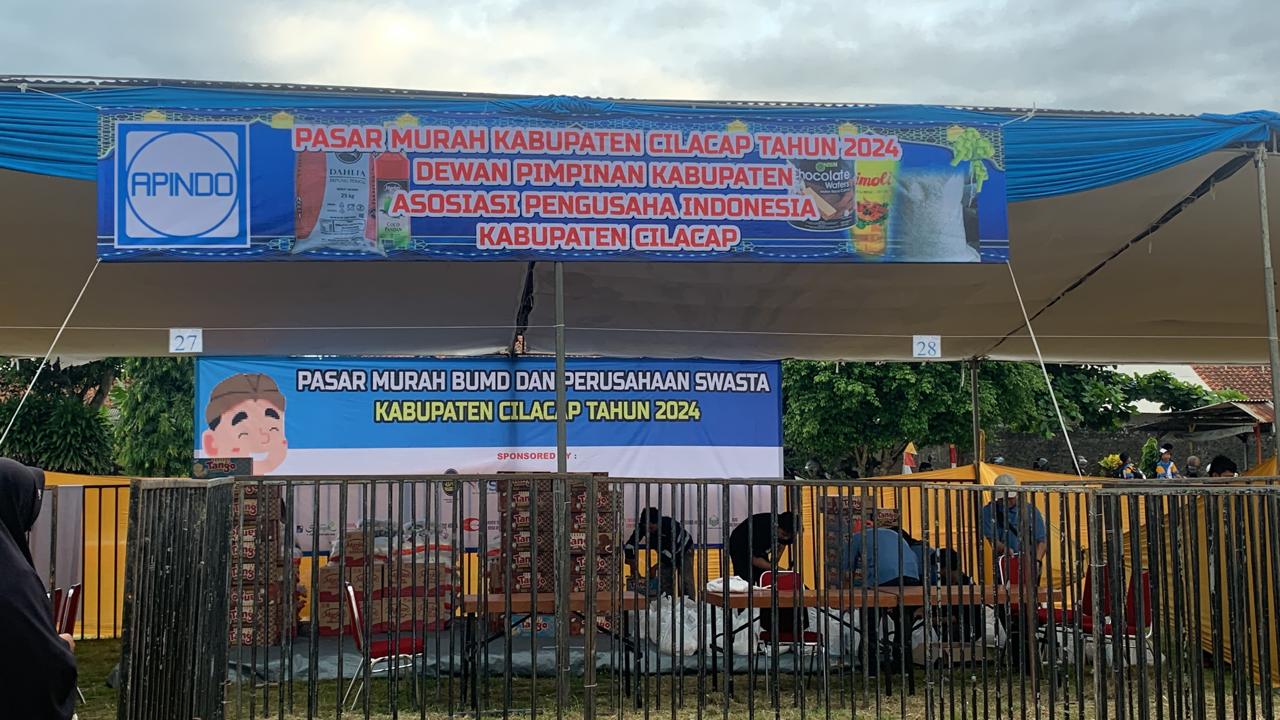 APINDO
PASAR MURAH KABUPATEN CILACAP TAHUN 2024
DEWAN PIMPINAN KABUPATEN
ASOSIASI PENGUSAHA INDONESIA
KABUPATEN CILACAP
DAHLIA
chocolate
Wafers
27
28
PASAR MURAH BUMD DAN PERUSAHAAN SWASTA
KABUPATEN CILACAP TAHUN 2024
SPONSORED BY :
Tango